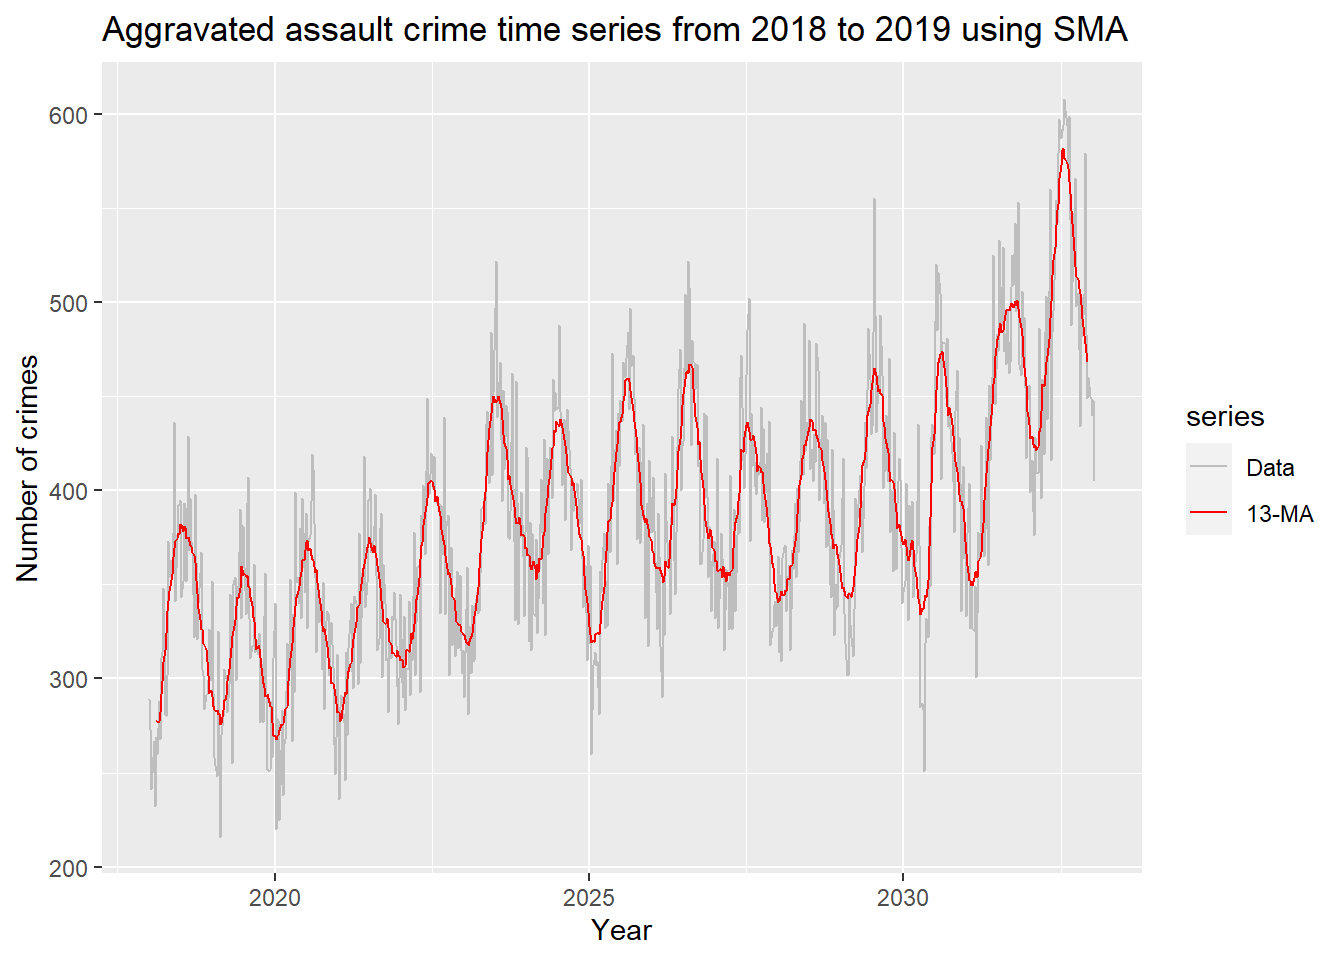 Aggravated assault crime time series from 2018 to 2019 using SMA
600
500
400
300
200
Number of crimes
2020
2025
2030
Year
series
Data
13-MA